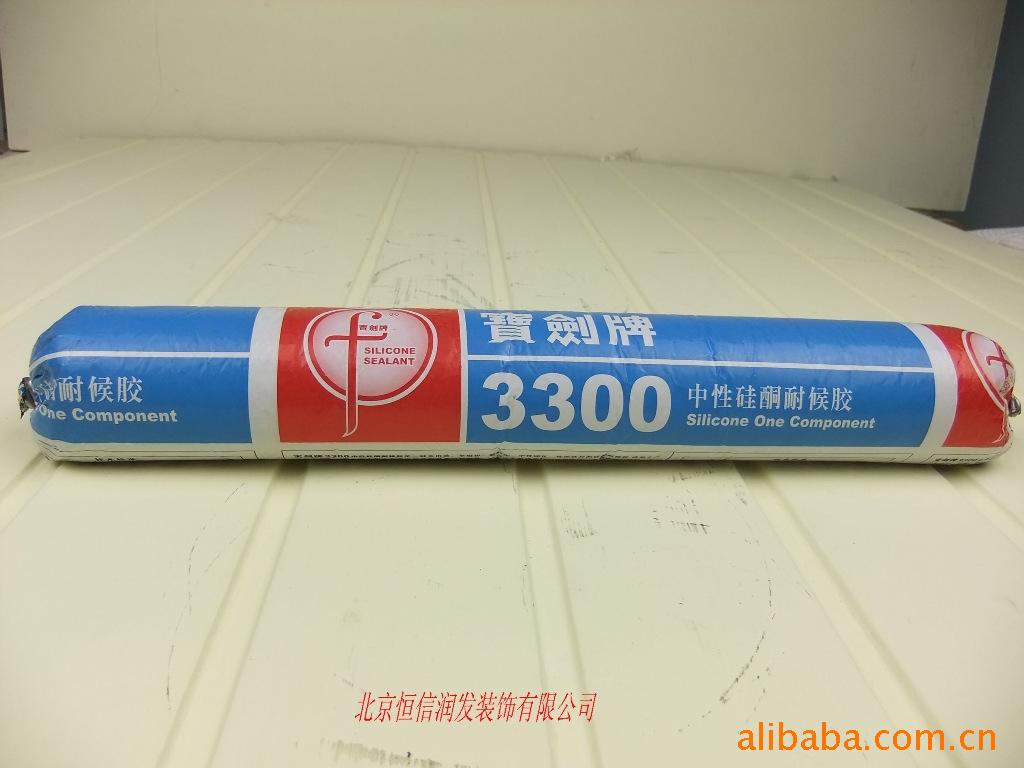 耐候胶
One Component
寶劍牌
SILICONE
SEALANT
寶劍牌
3300
中性硅酮耐候胶
Silicone One Component
北京恒信润发装饰有限公司
alibaba.com.cn